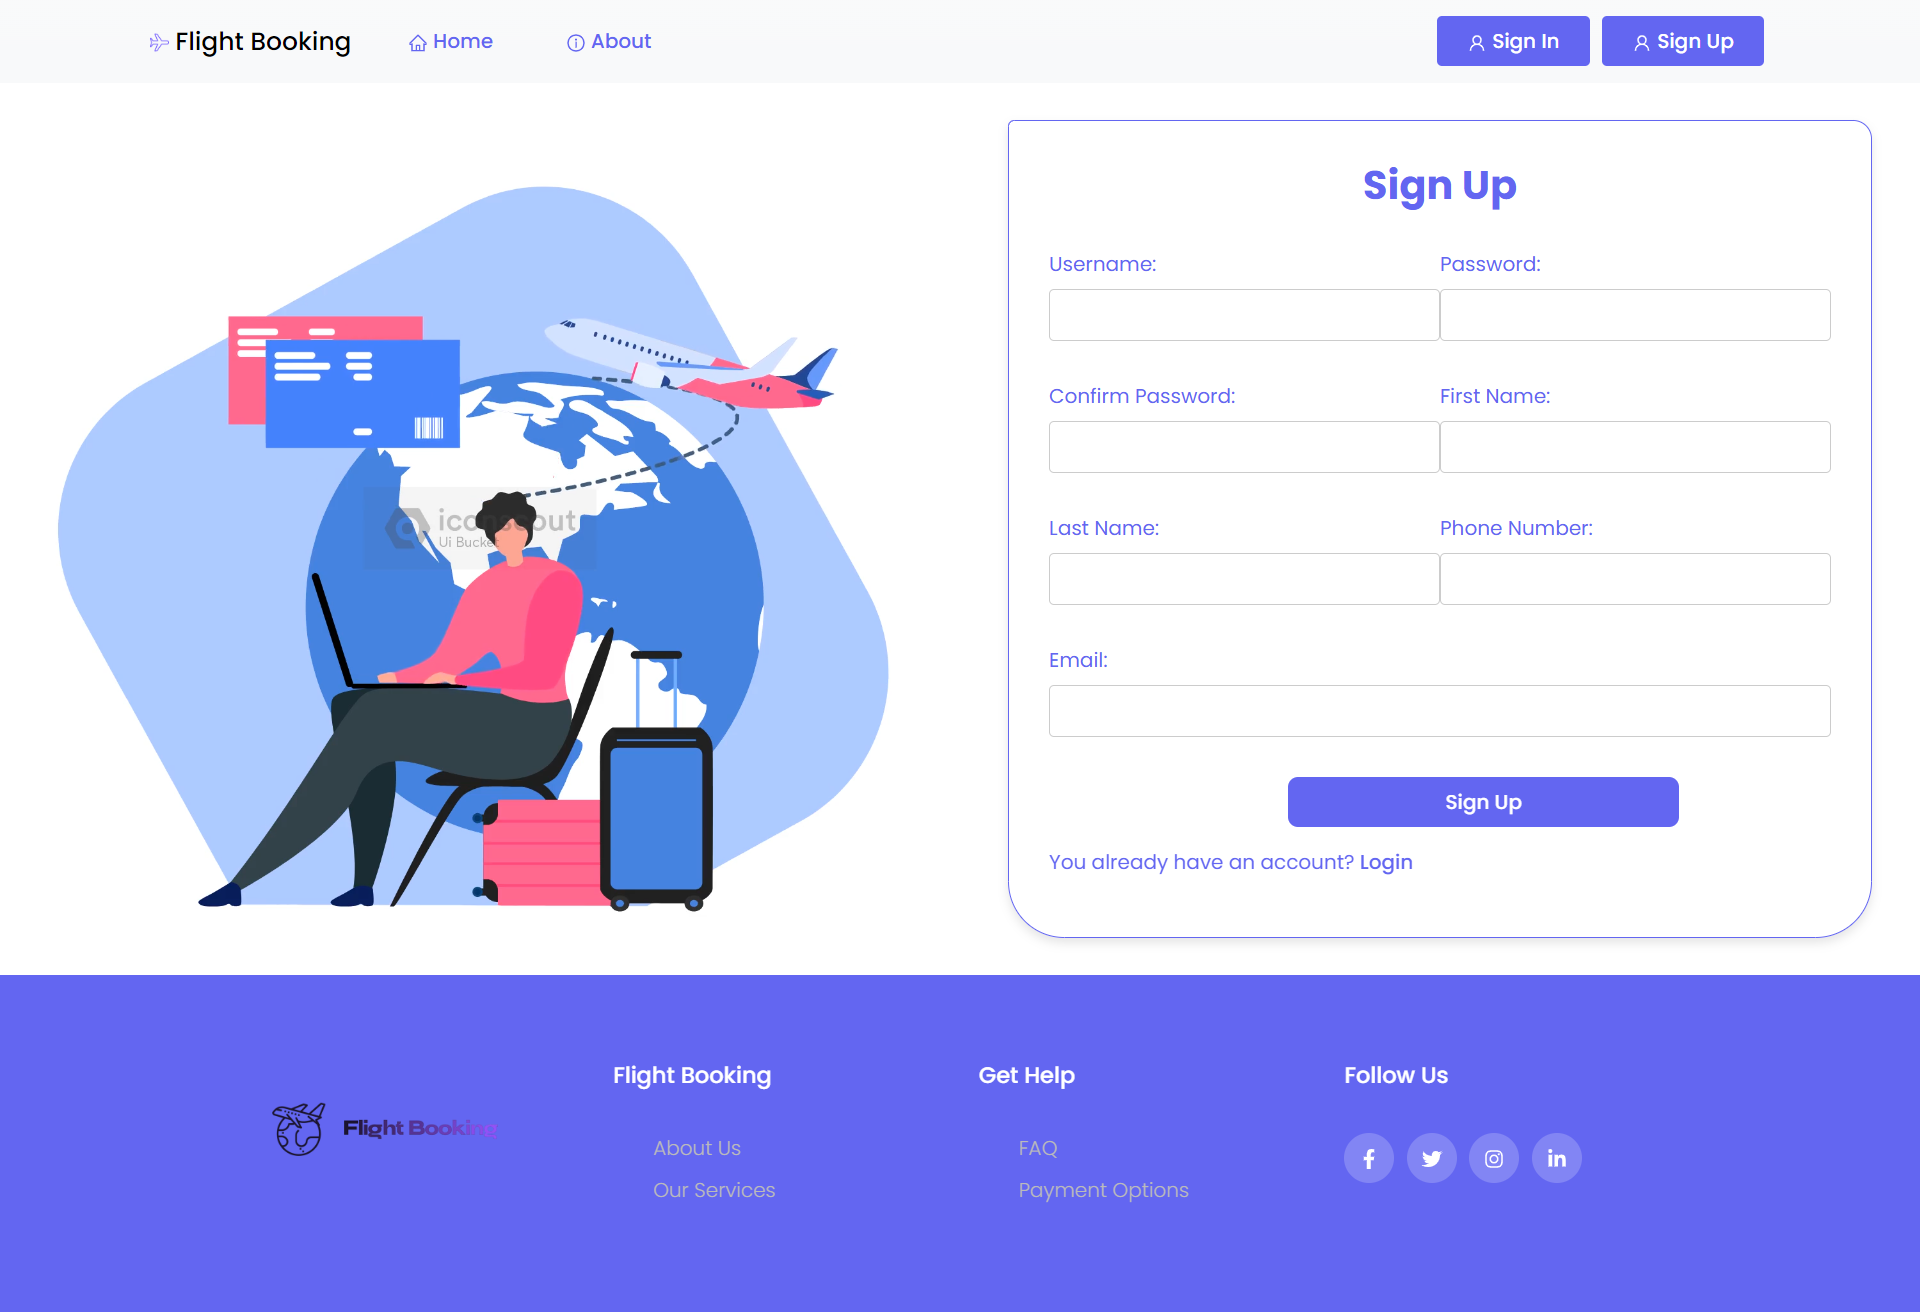 Flight Booking
Home
About
Sign In
Sign Up
iconscout
Ui Bucket
Sign Up
Username:
Password:
Confirm Password:
First Name:
Last Name:
Phone Number:
Email:
Sign Up
You already have an account? Login
Flight Booking
Flight Booking
About Us
Our Services
Get Help
FAQ
Payment Options
Follow Us